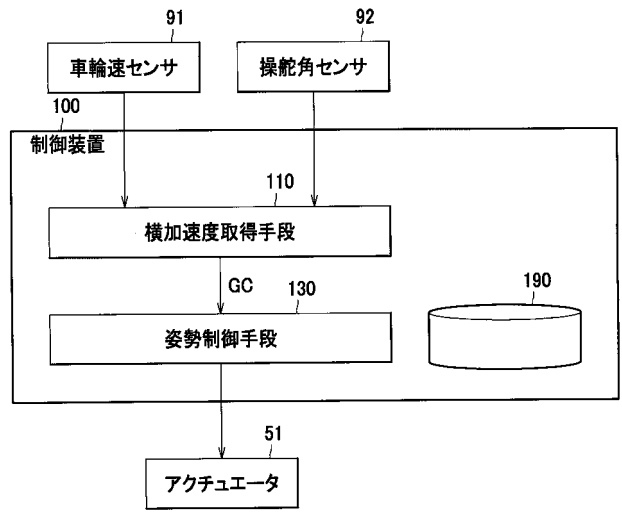 91
92
車輪速センサ
操舵角センサ
100
制御装置
110
横加速度取得手段
GC
130
190
姿勢制御手段
51
アクチュエータ